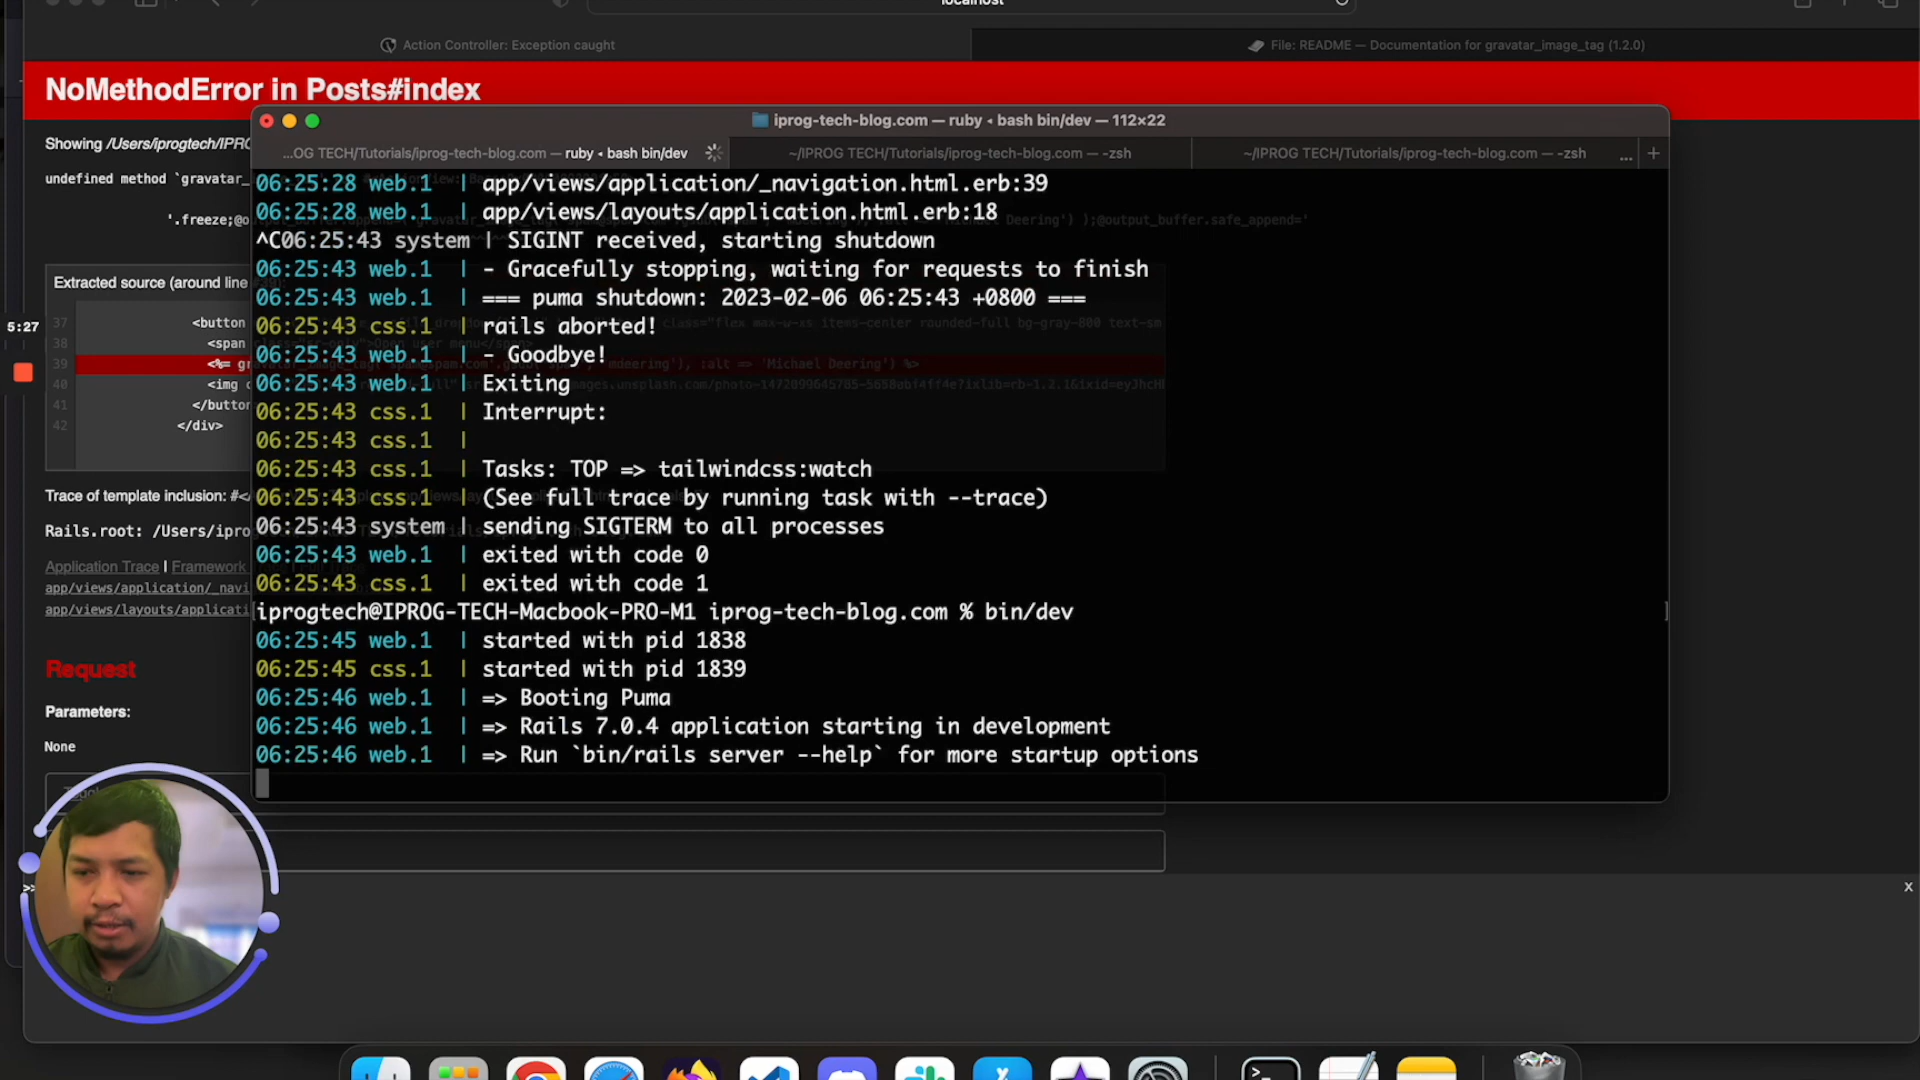 localhost
Action Controller: Exception caught
File: README — Documentation for gravatar_image_tag (1.2.0)
NoMethodError in Posts#index
Showing /Users/iprogtech/IPROG
undefined method `gravatar_
'.freeze;@
Extracted source (around line #39):
37 <button
38 <span
39 <%=
40 <img
41 </button
42 </div>
Trace of template inclusion: #<
Rails.root: /Users/iprog
Application Trace | Framework
app/views/application/_navi
app/views/layouts/applicati
Request
Parameters:
None
5:27
iprog-tech-blog.com — ruby ◂ bash bin/dev — 112×22
...OG TECH/Tutorials/iprog-tech-blog.com — ruby ◂ bash bin/dev
~/IPROG TECH/Tutorials/iprog-tech-blog.com — -zsh
~/IPROG TECH/Tutorials/iprog-tech-blog.com — -zsh
... +
06:25:28 web.1 | app/views/application/_navigation.html.erb:39
06:25:28 web.1 | app/views/layouts/application.html.erb:18
^C06:25:43 system | SIGINT received, starting shutdown
06:25:43 web.1 | - Gracefully stopping, waiting for requests to finish
06:25:43 web.1 | === puma shutdown: 2023-02-06 06:25:43 +0800 ===
06:25:43 css.1 | rails aborted!
06:25:43 web.1 | - Goodbye!
06:25:43 web.1 | Exiting
06:25:43 css.1 | Interrupt:
06:25:43 css.1 |
06:25:43 css.1 | Tasks: TOP => tailwindcss:watch
06:25:43 css.1 | (See full trace by running task with --trace)
06:25:43 system | sending SIGTERM to all processes
06:25:43 web.1 | exited with code 0
06:25:43 css.1 | exited with code 1
[iprogtech@IPROG-TECH-Macbook-PRO-M1 iprog-tech-blog.com % bin/dev ]
06:25:45 web.1 | started with pid 1838
06:25:45 css.1 | started with pid 1839
06:25:46 web.1 | => Booting Puma
06:25:46 web.1 | => Rails 7.0.4 application starting in development
06:25:46 web.1 | => Run `bin/rails server --help` for more startup options
>>
x